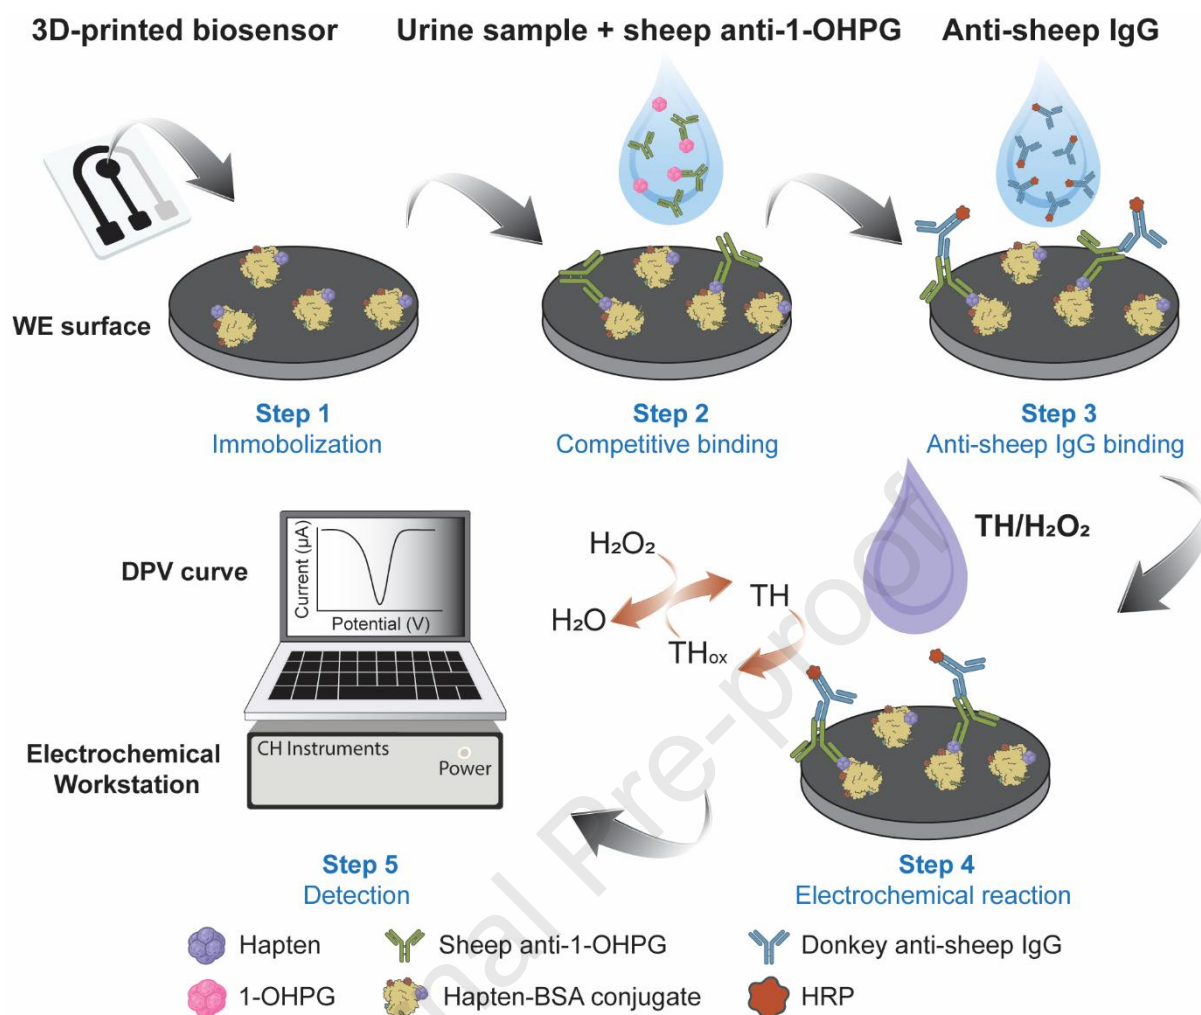 3D-printed biosensor
Urine sample + sheep anti-1-OHPG
Anti-sheep IgG
WE surface
Step 1
Immobolization
Step 2
Competitive binding
Step 3
Anti-sheep IgG binding
TH/H₂O₂
H₂O₂
H₂O
TH
THox
DPV curve
Current (µA)
Potential (V)
Electrochemical
Workstation
CH Instruments
Power
Step 5
Detection
Step 4
Electrochemical reaction
Hapten
Sheep anti-1-OHPG
Donkey anti-sheep IgG
1-OHPG
Hapten-BSA conjugate
HRP
nal Pre-proof